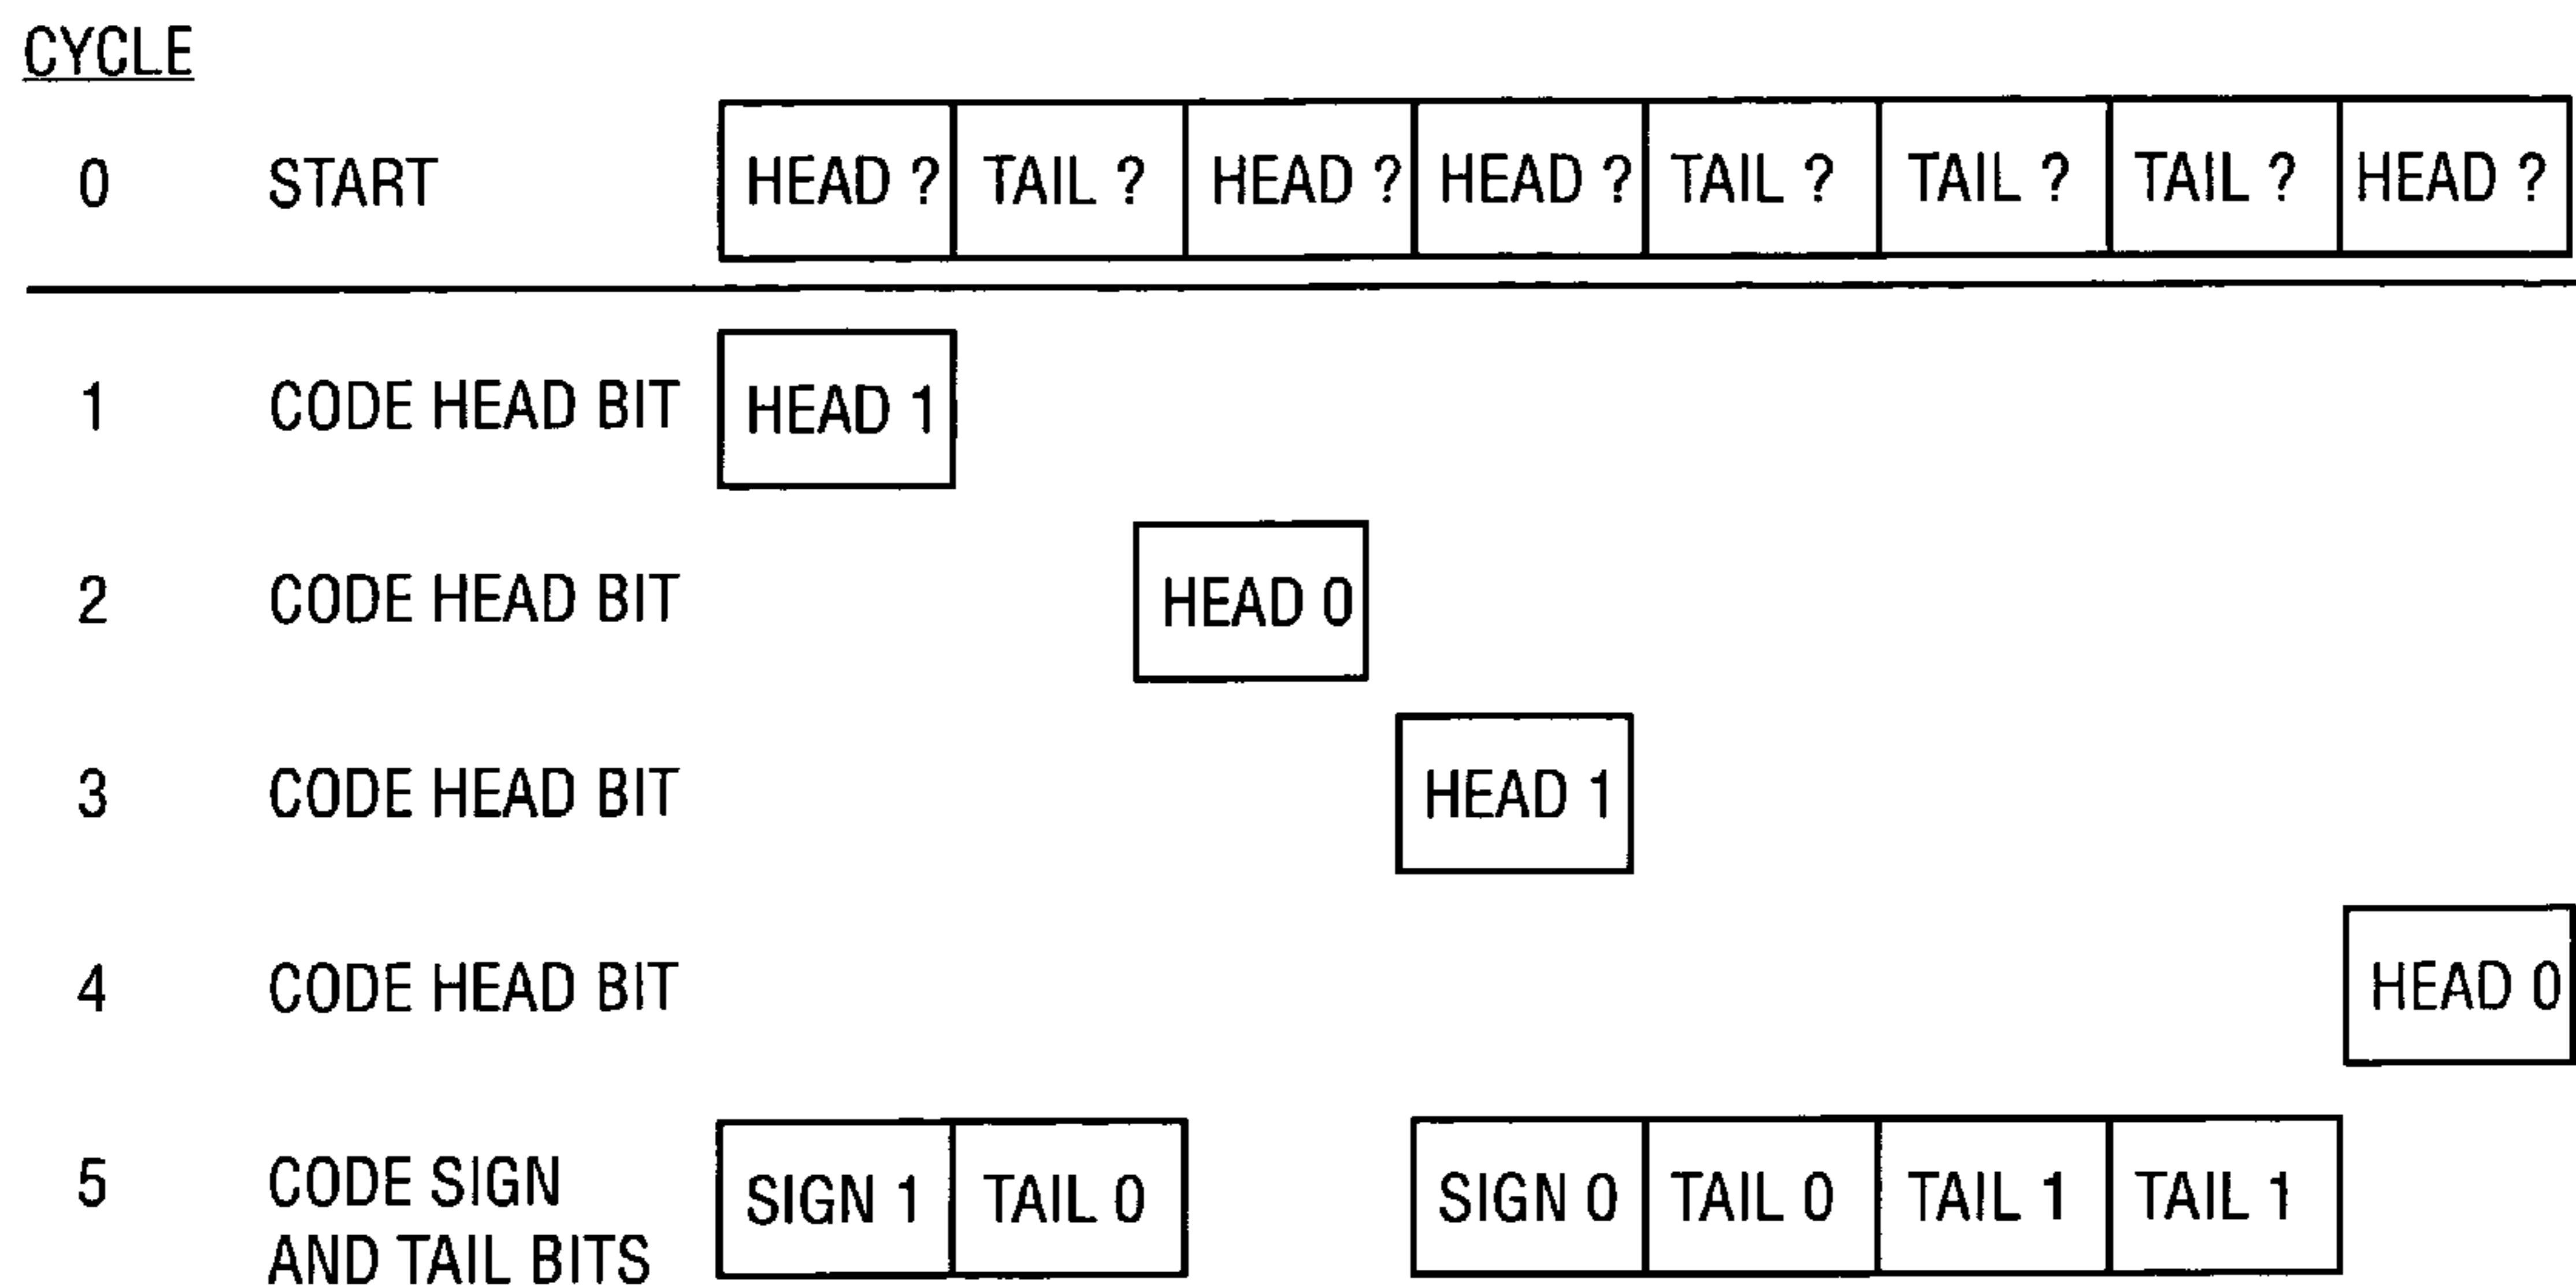 CYCLE
0 START HEAD ? TAIL ? HEAD ? HEAD ? TAIL ? TAIL ? TAIL ? HEAD ?
1 CODE HEAD BIT HEAD 1
2 CODE HEAD BIT HEAD 0
3 CODE HEAD BIT HEAD 1
4 CODE HEAD BIT HEAD 0
5 CODE SIGN SIGN 1 TAIL 0 SIGN 0 TAIL 0 TAIL 1 TAIL 1
AND TAIL BITS